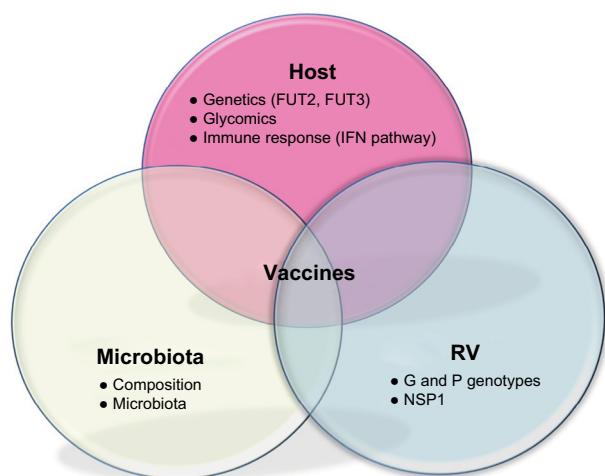 Host
● Genetics (FUT2, FUT3)
● Glycomics
● Immune response (IFN pathway)
Vaccines
Microbiota
● Composition
● Microbiota
RV
● G and P genotypes
● NSP1